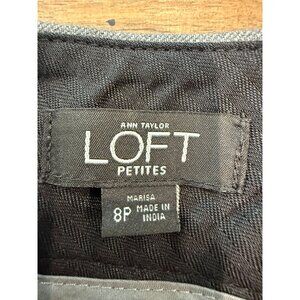 ANN TAYLOR
LOFT
PETITES
MARISA
8P MADE IN
INDIA